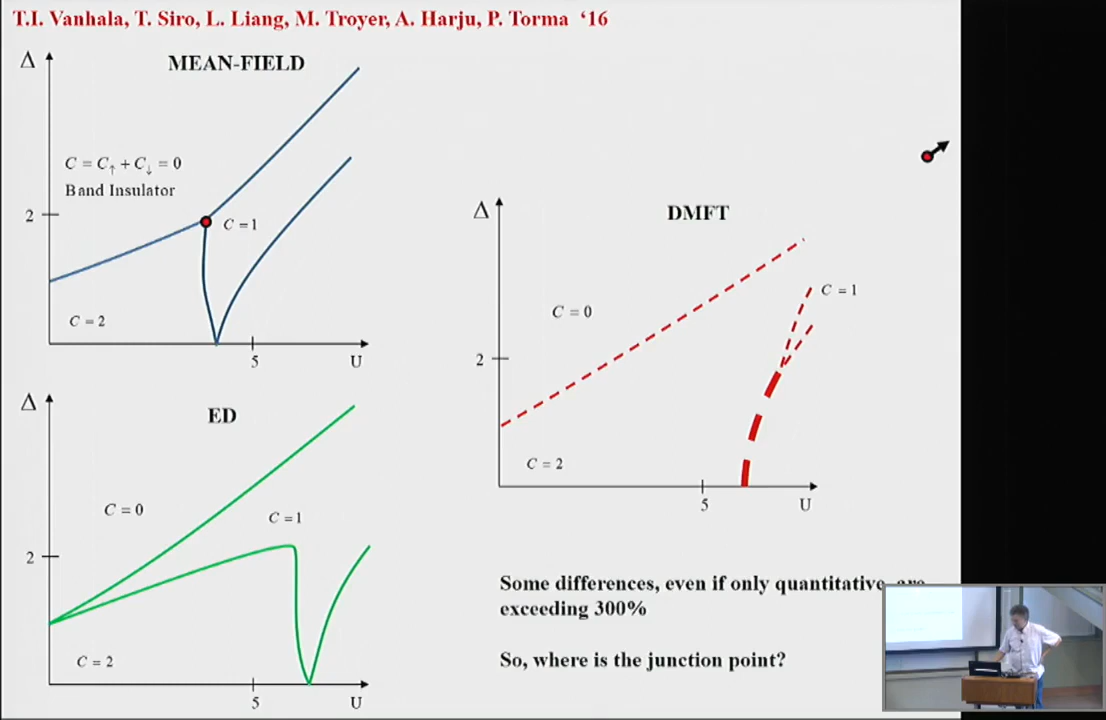 T.I. Vanhala, T. Siro, L. Liang, M. Troyer, A. Harju, P. Torma ‘16
MEAN-FIELD
Δ
C = C↑ + C↓ = 0
Band Insulator
2
C = 1
C = 2
5
U
DMFT
Δ
C = 0
C = 1
2
C = 2
5
U
ED
Δ
C = 0
C = 1
2
C = 2
5
U
Some differences, even if only quantitative
exceeding 300%
So, where is the junction point?